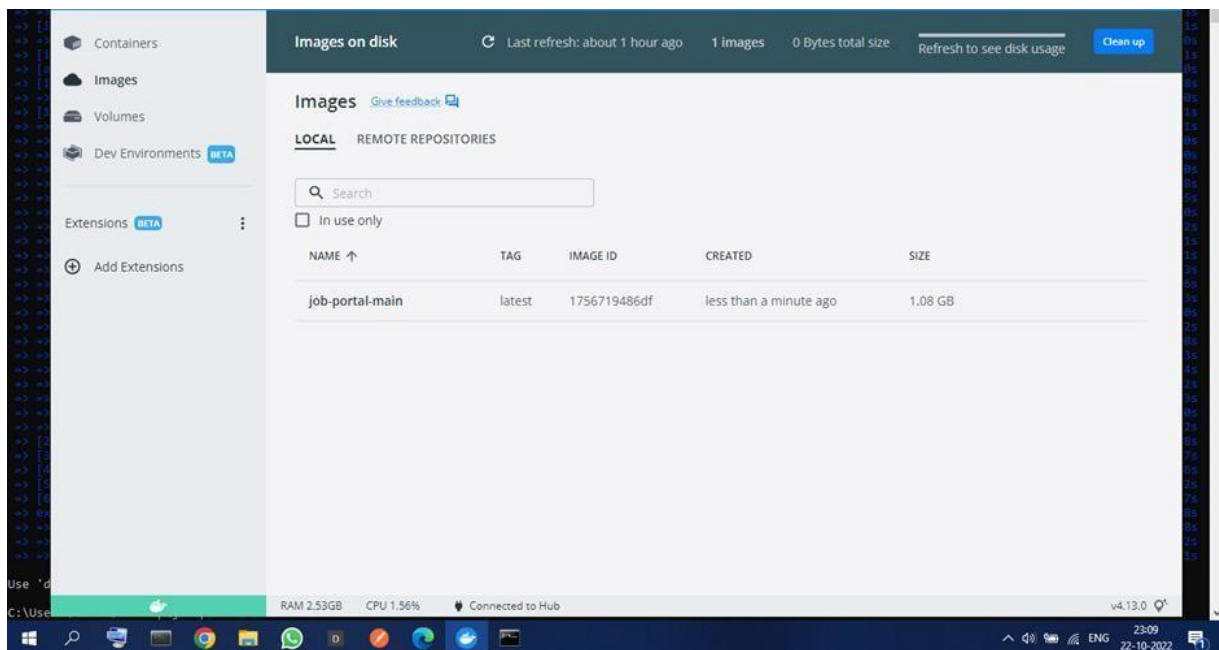 Containers
Images
Volumes
Dev Environments BETA
Extensions BETA
Add Extensions
Images on disk Last refresh: about 1 hour ago 1 images 0 Bytes total size Refresh to see disk usage Clean up
Images Give feedback
LOCAL REMOTE REPOSITORIES
Search
In use only
NAME TAG IMAGE ID CREATED SIZE
job-portal-main latest 1756719486df less than a minute ago 1.08 GB
Use 'd
C:\Use
RAM 2.53GB CPU 1.56% Connected to Hub v4.13.0
ENG 23:09
22-10-2022